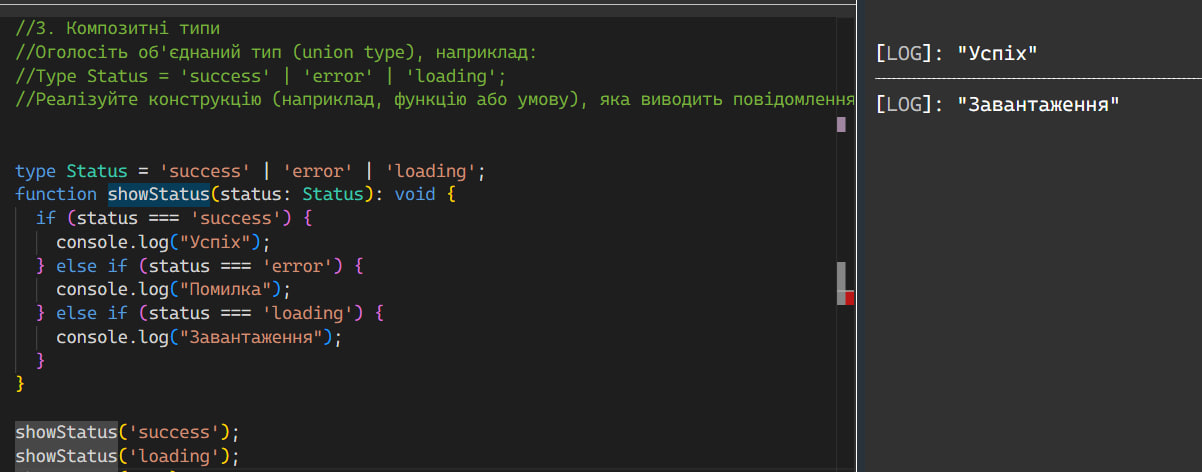 //3. Композитні типи
//Оголосіть об'єднаний тип (union type), наприклад:
//Type Status = 'success' | 'error' | 'loading';
//Реалізуйте конструкцію (наприклад, функцію або умову), яка виводить повідомлення
type Status = 'success' | 'error' | 'loading';
function showStatus(status: Status): void {
if (status === 'success') {
console.log("Успіх");
} else if (status === 'error') {
console.log("Помилка");
} else if (status === 'loading') {
console.log("Завантаження");
}
}
showStatus('success');
showStatus('loading');
[LOG]: "Успіх"
[LOG]: "Завантаження"